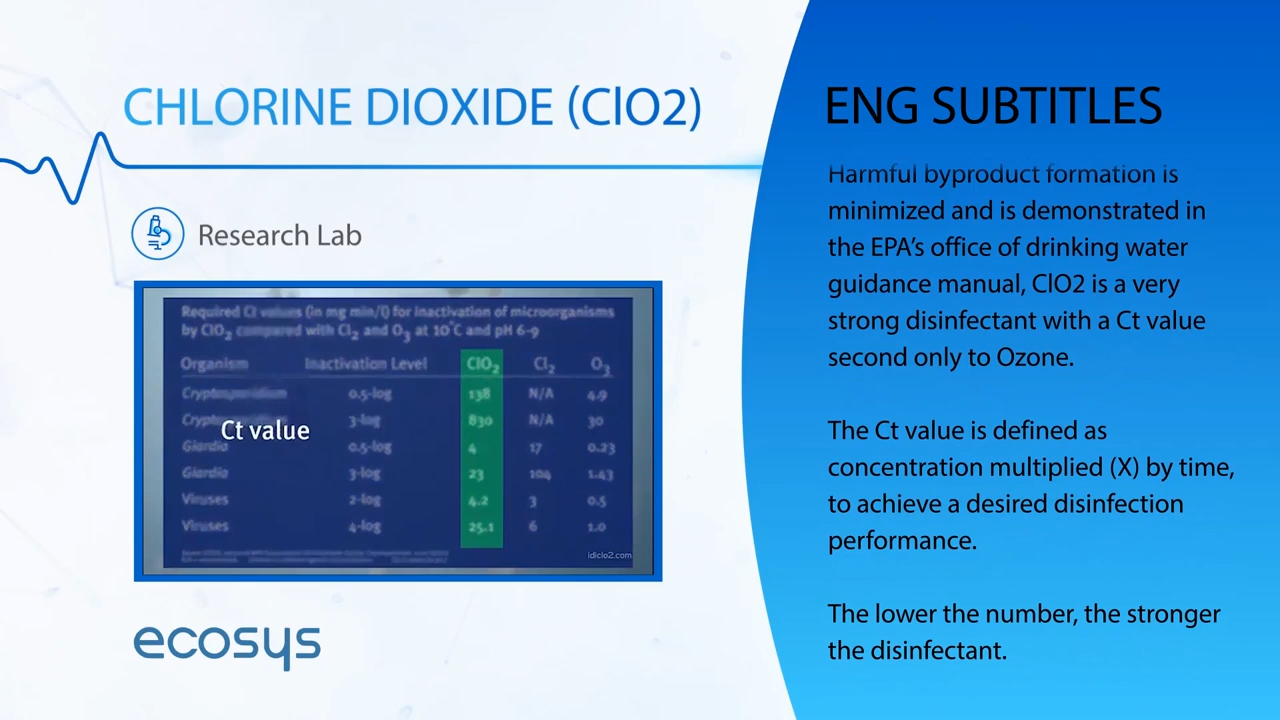 CHLORINE DIOXIDE (ClO2)
Research Lab
Required Ct values (in mg min/l) for inactivation of microorganisms
by ClO2 compared with Cl2 and O3 at 10°C and pH 6-9
Organism Inactivation Level ClO2 Cl2 O3
Cryptosporidium 0.5-log 138 N/A 4.9
3-log 830 N/A 30
Giardia 0.5-log 4 17 0.23
Giardia 3-log 23 104 1.43
Viruses 2-log 4.2 3 0.5
Viruses 4-log 25.1 6 1.0
Ct value
idiclo2.com
ecosys
ENG SUBTITLES
Harmful byproduct formation is
minimized and is demonstrated in
the EPA’s office of drinking water
guidance manual, ClO2 is a very
strong disinfectant with a Ct value
second only to Ozone.
The Ct value is defined as
concentration multiplied (X) by time,
to achieve a desired disinfection
performance.
The lower the number, the stronger
the disinfectant.